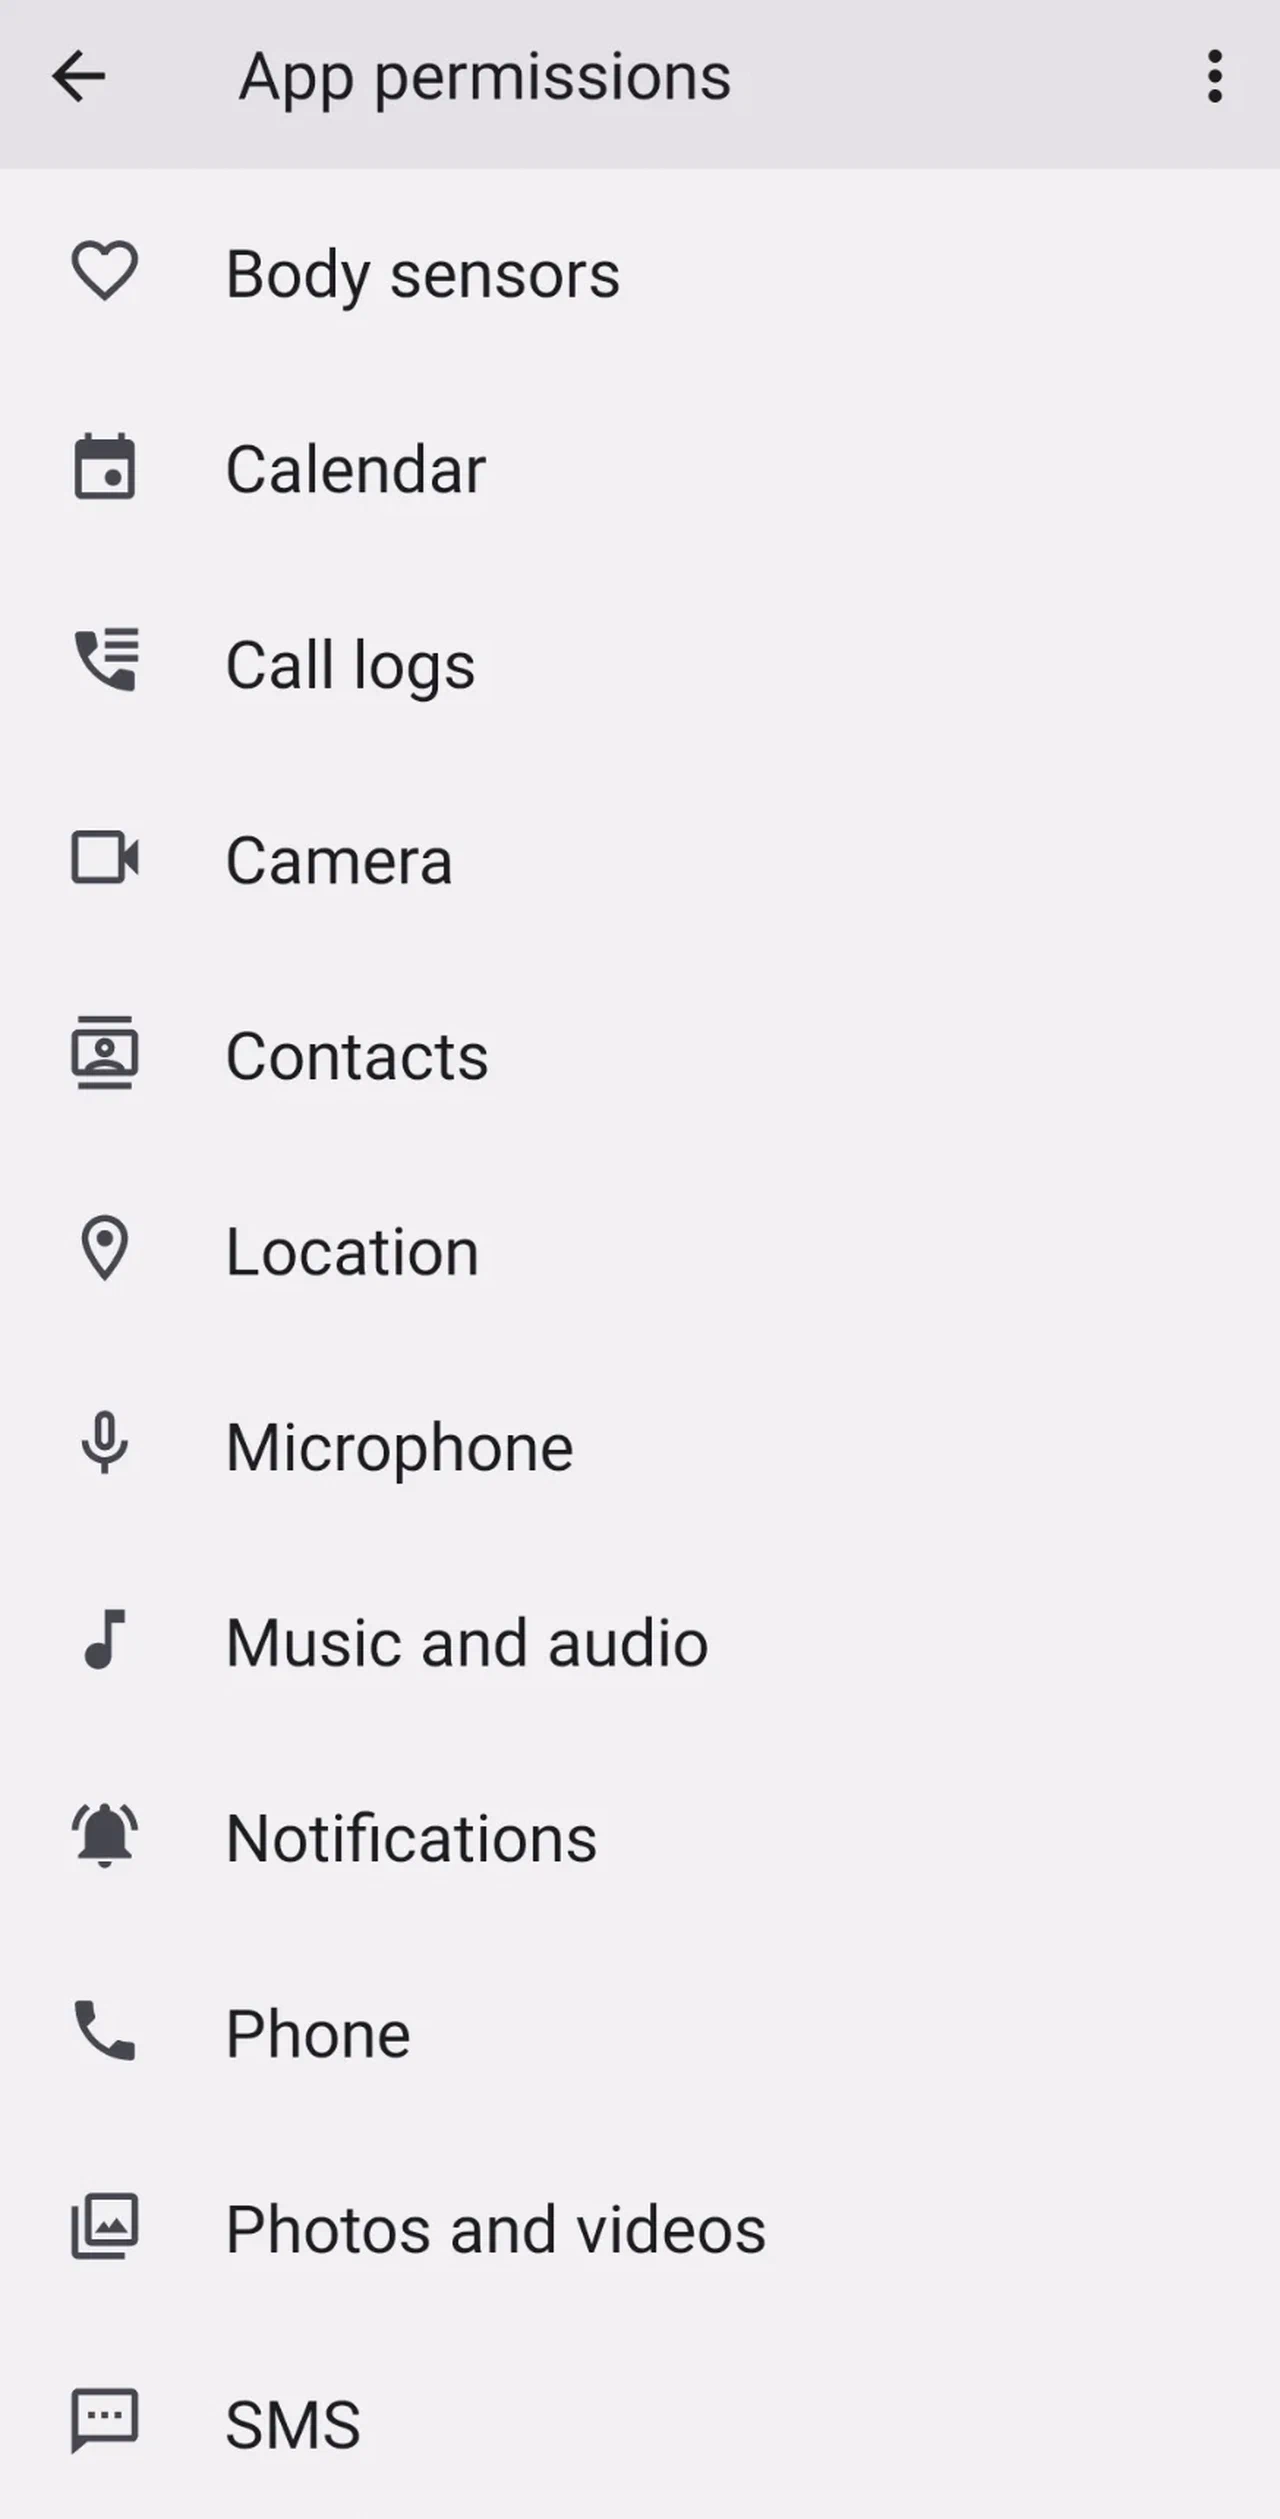 App permissions
Body sensors
Calendar
Call logs
Camera
Contacts
Location
Microphone
Music and audio
Notifications
Phone
Photos and videos
SMS